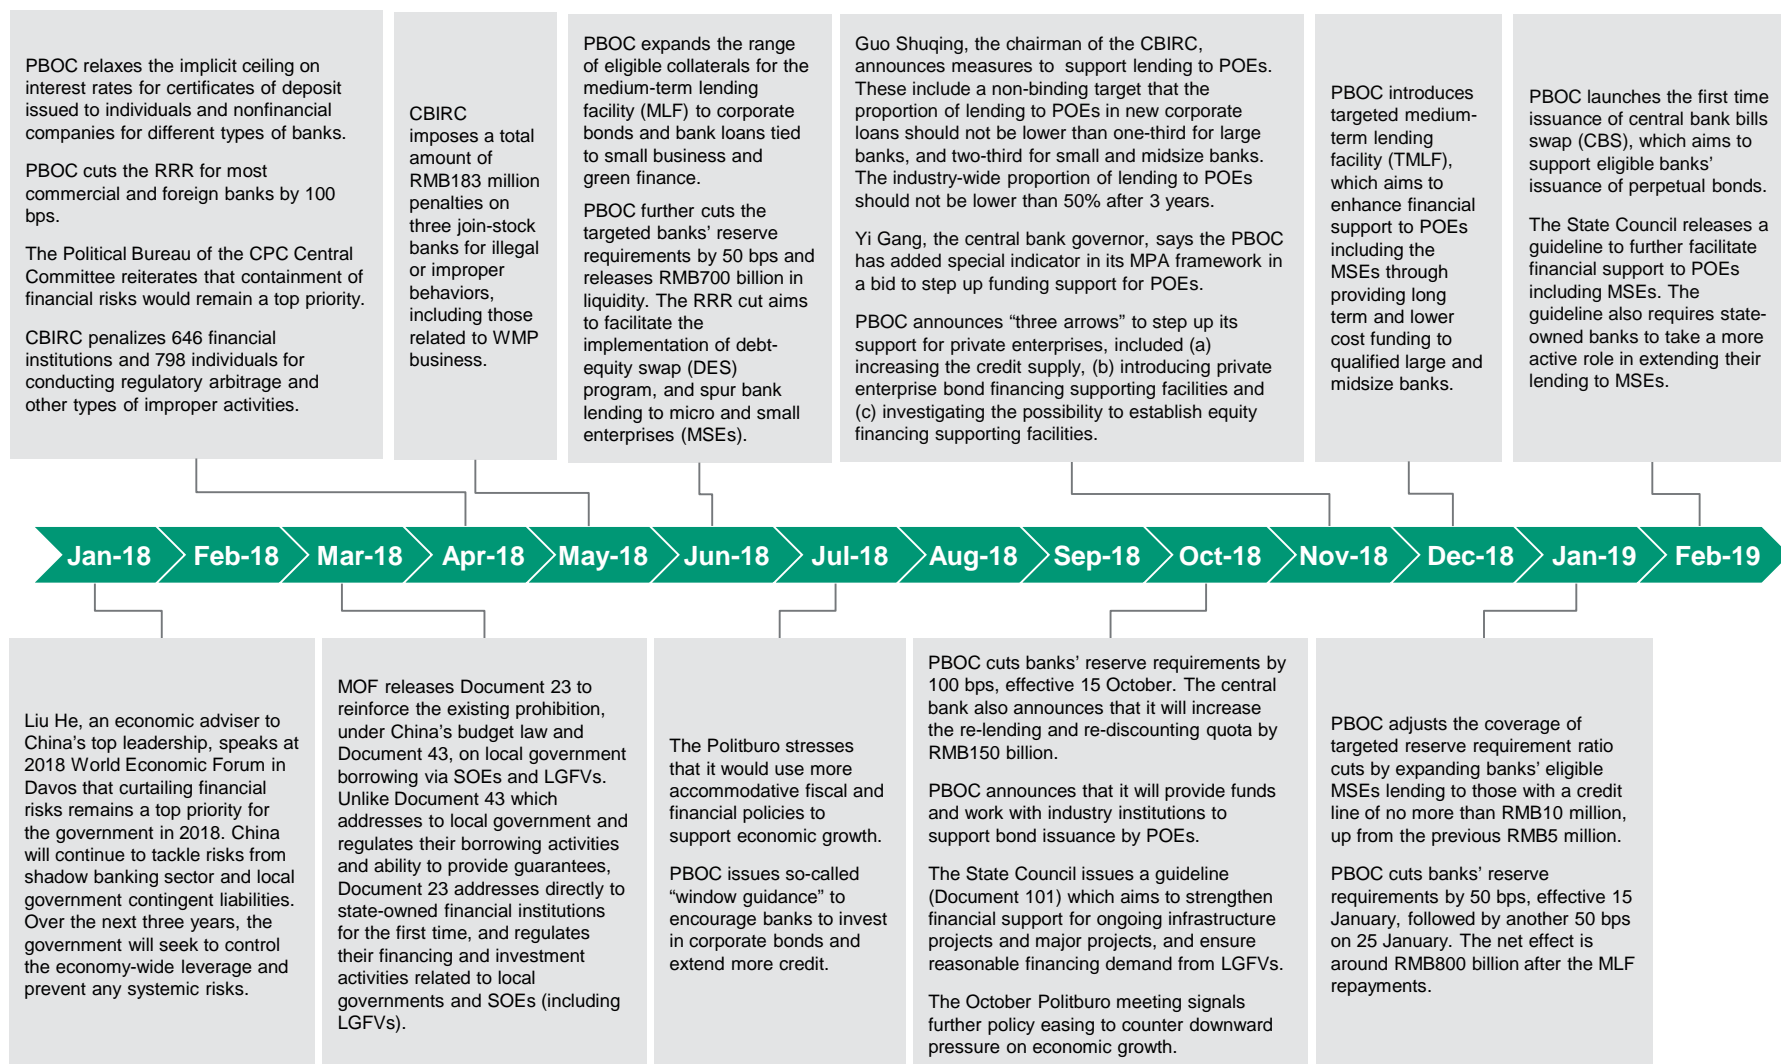 PBOC relaxes the implicit ceiling on
interest rates for certificates of deposit
issued to individuals and nonfinancial
companies for different types of banks.
PBOC cuts the RRR for most
commercial and foreign banks by 100
bps.
The Political Bureau of the CPC Central
Committee reiterates that containment of
financial risks would remain a top priority.
CBIRC penalizes 646 financial
institutions and 798 individuals for
conducting regulatory arbitrage and
other types of improper activities.
CBIRC
imposes a total
amount of
RMB183 million
penalties on
three join-stock
banks for illegal
or improper
behaviors,
including those
related to WMP
business.
PBOC expands the range
of eligible collaterals for the
medium-term lending
facility (MLF) to corporate
bonds and bank loans tied
to small business and
green finance.
PBOC further cuts the
targeted banks’ reserve
requirements by 50 bps and
releases RMB700 billion in
liquidity. The RRR cut aims
to facilitate the
implementation of debt-
equity swap (DES)
program, and spur bank
lending to micro and small
enterprises (MSEs).
Guo Shuqing, the chairman of the CBIRC,
announces measures to  support lending to POEs.
These include a non-binding target that the
proportion of lending to POEs in new corporate
loans should not be lower than one-third for large
banks, and two-third for small and midsize banks.
The industry-wide proportion of lending to POEs
should not be lower than 50% after 3 years.
Yi Gang, the central bank governor, says the PBOC
has added special indicator in its MPA framework in
a bid to step up funding support for POEs.
PBOC announces “three arrows” to step up its
support for private enterprises, included (a)
increasing the credit supply, (b) introducing private
enterprise bond financing supporting facilities and
(c) investigating the possibility to establish equity
financing supporting facilities.
PBOC introduces
targeted medium-
term lending
facility (TMLF),
which aims to
enhance financial
support to POEs
including the
MSEs through
providing long
term and lower
cost funding to
qualified large and
midsize banks.
PBOC launches the first time
issuance of central bank bills
swap (CBS), which aims to
support eligible banks’
issuance of perpetual bonds.
The State Council releases a
guideline to further facilitate
financial support to POEs
including MSEs. The
guideline also requires state-
owned banks to take a more
active role in extending their
lending to MSEs.
Jan-18 Feb-18 Mar-18 Apr-18 May-18 Jun-18 Jul-18 Aug-18 Sep-18 Oct-18 Nov-18 Dec-18 Jan-19 Feb-19
Liu He, an economic adviser to
China’s top leadership, speaks at
2018 World Economic Forum in
Davos that curtailing financial
risks remains a top priority for
the government in 2018. China
will continue to tackle risks from
shadow banking sector and local
government contingent liabilities.
Over the next three years, the
government will seek to control
the economy-wide leverage and
prevent any systemic risks.
MOF releases Document 23 to
reinforce the existing prohibition,
under China’s budget law and
Document 43, on local government
borrowing via SOEs and LGFVs.
Unlike Document 43 which
addresses to local government and
regulates their borrowing activities
and ability to provide guarantees,
Document 23 addresses directly to
state-owned financial institutions
for the first time, and regulates
their financing and investment
activities related to local
governments and SOEs (including
LGFVs).
The Politburo stresses
that it would use more
accommodative fiscal and
financial policies to
support economic growth.
PBOC issues so-called
“window guidance” to
encourage banks to invest
in corporate bonds and
extend more credit.
PBOC cuts banks’ reserve requirements by
100 bps, effective 15 October. The central
bank also announces that it will increase
the re-lending and re-discounting quota by
RMB150 billion.
PBOC announces that it will provide funds
and work with industry institutions to
support bond issuance by POEs.
The State Council issues a guideline
(Document 101) which aims to strengthen
financial support for ongoing infrastructure
projects and major projects, and ensure
reasonable financing demand from LGFVs.
The October Politburo meeting signals
further policy easing to counter downward
pressure on economic growth.
PBOC adjusts the coverage of
targeted reserve requirement ratio
cuts by expanding banks’ eligible
MSEs lending to those with a credit
line of no more than RMB10 million,
up from the previous RMB5 million.
PBOC cuts banks’ reserve
requirements by 50 bps, effective 15
January, followed by another 50 bps
on 25 January. The net effect is
around RMB800 billion after the MLF
repayments.